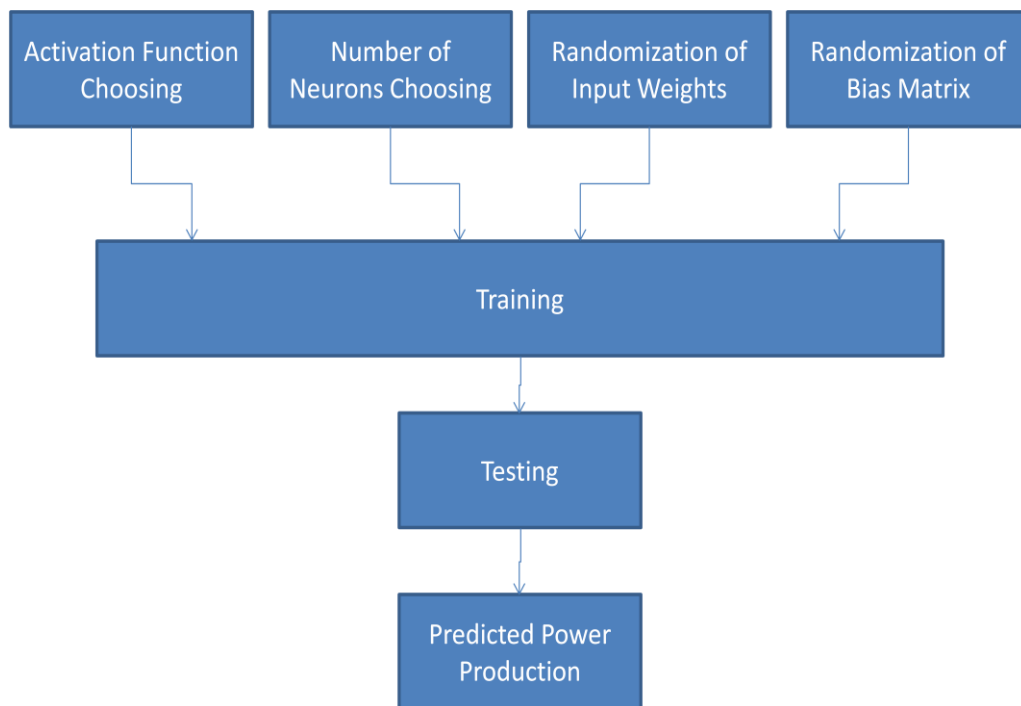 Activation Function
Choosing
Number of
Neurons Choosing
Randomization of
Input Weights
Randomization of
Bias Matrix
Training
Testing
Predicted Power
Production